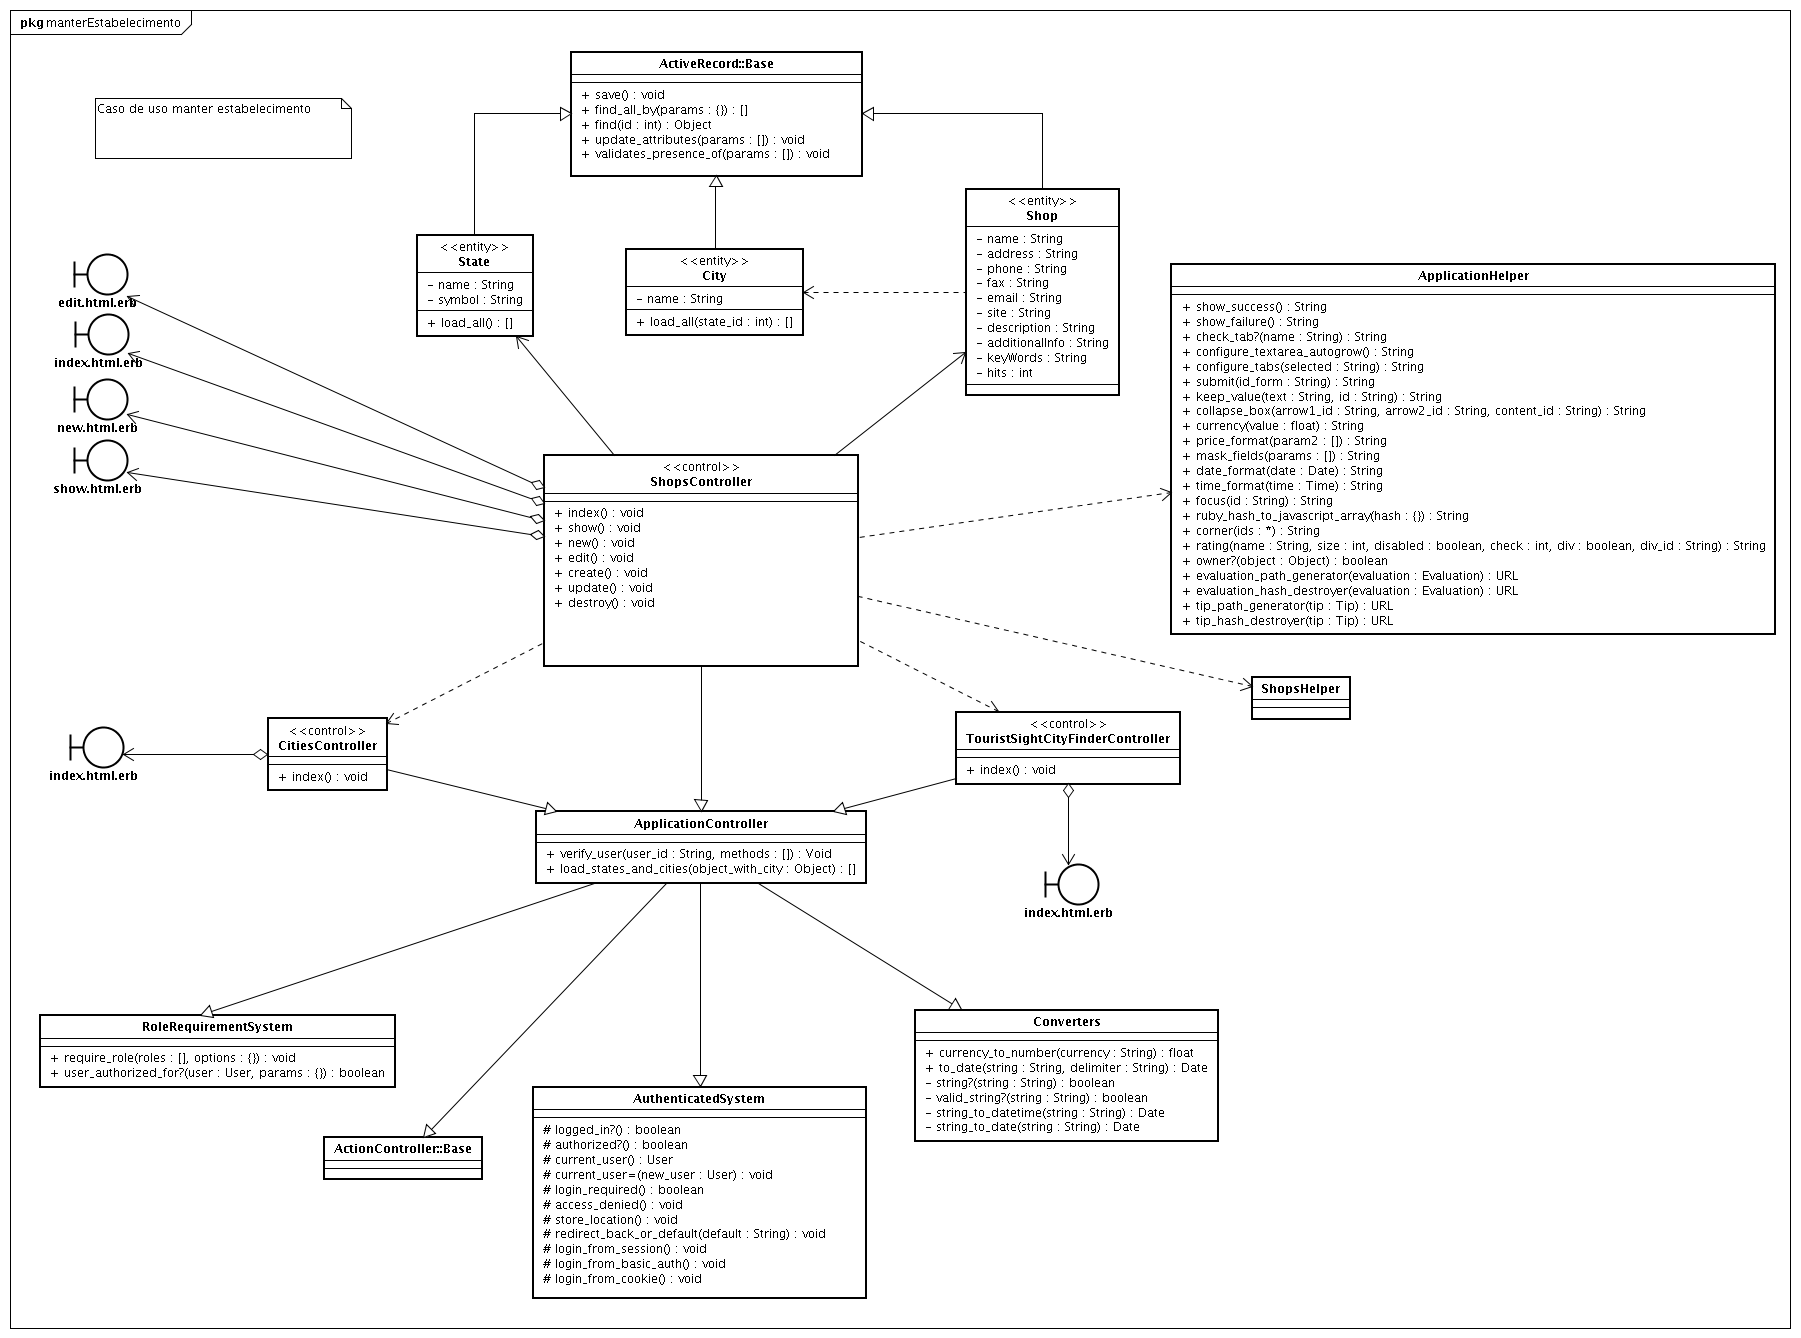 pkg manterEstabelecimento
Caso de uso manter estabelecimento
ActiveRecord::Base
+ save() : void
+ find_all_by(params : {}) : []
+ find(id : int) : Object
+ update_attributes(params : []) : void
+ validates_presence_of(params : []) : void
<<entity>>
State
- name : String
- symbol : String
+ load_all() : []
<<entity>>
City
- name : String
+ load_all(state_id : int) : []
<<entity>>
Shop
- name : String
- address : String
- phone : String
- fax : String
- email : String
- site : String
- description : String
- additionalInfo : String
- keyWords : String
- hits : int
ApplicationHelper
+ show_success() : String
+ show_failure() : String
+ check_tab?(name : String) : String
+ configure_textarea_autogrow() : String
+ configure_tabs(selected : String) : String
+ submit(id_form : String) : String
+ keep_value(text : String, id : String) : String
+ collapse_box(arrow1_id : String, arrow2_id : String, content_id : String) : String
+ currency(value : float) : String
+ price_format(param2 : []) : String
+ mask_fields(params : []) : String
+ date_format(date : Date) : String
+ time_format(time : Time) : String
+ focus(id : String) : String
+ ruby_hash_to_javascript_array(hash : {}) : String
+ corner(ids : *) : String
+ rating(name : String, size : int, disabled : boolean, check : int, div : boolean, div_id : String) : String
+ owner?(object : Object) : boolean
+ evaluation_path_generator(evaluation : Evaluation) : URL
+ evaluation_hash_destroyer(evaluation : Evaluation) : URL
+ tip_path_generator(tip : Tip) : URL
+ tip_hash_destroyer(tip : Tip) : URL
edit.html.erb
index.html.erb
new.html.erb
show.html.erb
<<control>>
ShopsController
+ index() : void
+ show() : void
+ new() : void
+ edit() : void
+ create() : void
+ update() : void
+ destroy() : void
ShopsHelper
index.html.erb
<<control>>
CitiesController
+ index() : void
<<control>>
TouristSightCityFinderController
+ index() : void
index.html.erb
ApplicationController
+ verify_user(user_id : String, methods : []) : Void
+ load_states_and_cities(object_with_city : Object) : []
RoleRequirementSystem
+ require_role(roles : [], options : {}) : void
+ user_authorized_for?(user : User, params : {}) : boolean
ActionController::Base
AuthenticatedSystem
# logged_in?() : boolean
# authorized?() : boolean
# current_user() : User
# current_user=(new_user : User) : void
# login_required() : boolean
# access_denied() : void
# store_location() : void
# redirect_back_or_default(default : String) : void
# login_from_session() : void
# login_from_basic_auth() : void
# login_from_cookie() : void
Converters
+ currency_to_number(currency : String) : float
+ to_date(string : String, delimiter : String) : Date
- string?(string : String) : boolean
- valid_string?(string : String) : boolean
- string_to_datetime(string : String) : Date
- string_to_date(string : String) : Date